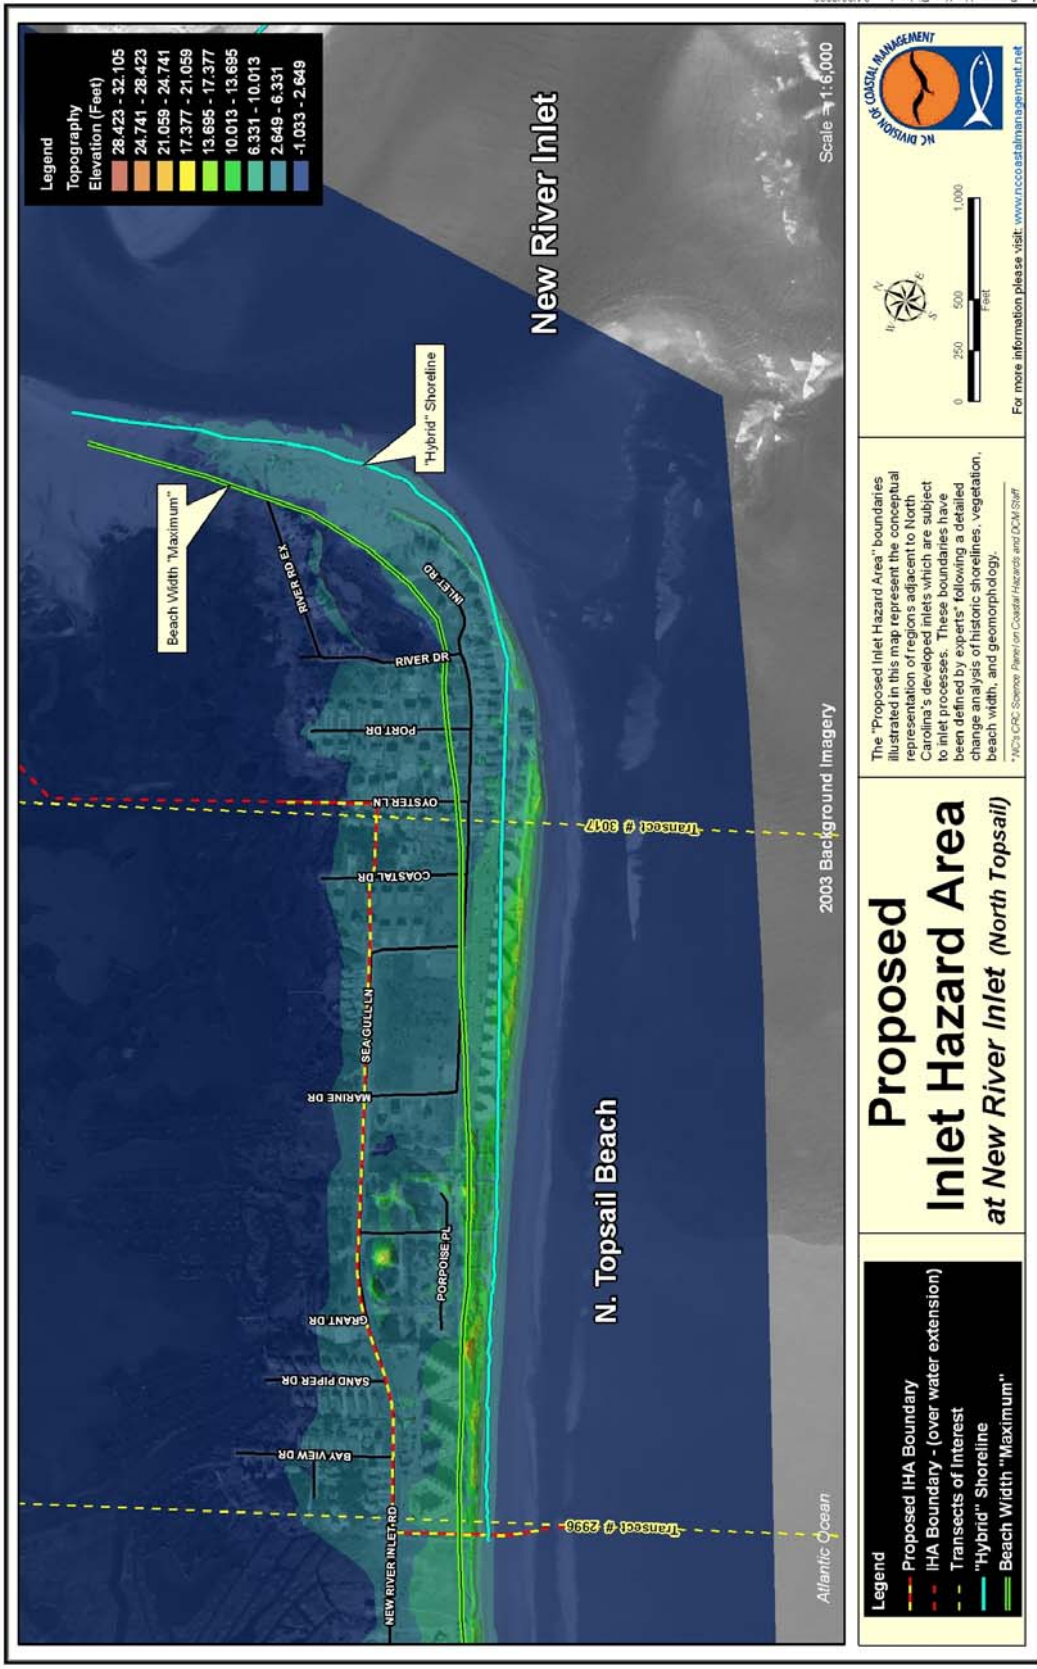 Legend
Topography
Elevation (Feet)
28.423 - 32.105
24.741 - 28.423
21.059 - 24.741
17.377 - 21.059
13.695 - 17.377
10.013 - 13.695
6.331 - 10.013
2.649 - 6.331
-1.033 - 2.649
New River Inlet
"Hybrid" Shoreline
Beach Width "Maximum"
RIVER RD EX
INLET RD
RIVER DR
PORT DR
OYSTER LN
Transect # 3017
COASTAL DR
SEA GULL LN
MARINE DR
PORPOISE PL
GRANT DR
SAND PIPER DR
BAY VIEW DR
NEW RIVER INLET RD
Transect # 2996
N. Topsail Beach
Atlantic Ocean
2003 Background Imagery
Scale = 1:6,000
Legend
Proposed IHA Boundary
IHA Boundary - (over water extension)
Transects of Interest
"Hybrid" Shoreline
Beach Width "Maximum"
Proposed
Inlet Hazard Area
at New River Inlet (North Topsail)
The "Proposed Inlet Hazard Area" boundaries
illustrated in this map represent the conceptual
representation of regions adjacent to North
Carolina's developed inlets which are subject
to inlet processes. These boundaries have
been defined by experts* following a detailed
change analysis of historic shorelines, vegetation,
beach width, and geomorphology.
*NC's CRC Science Panel on Coastal Hazards and DCM Staff
N
E
S
W
0 250 500 1,000
Feet
NC DIVISION OF COASTAL MANAGEMENT
For more information please visit: www.nccoastalmanagement.net